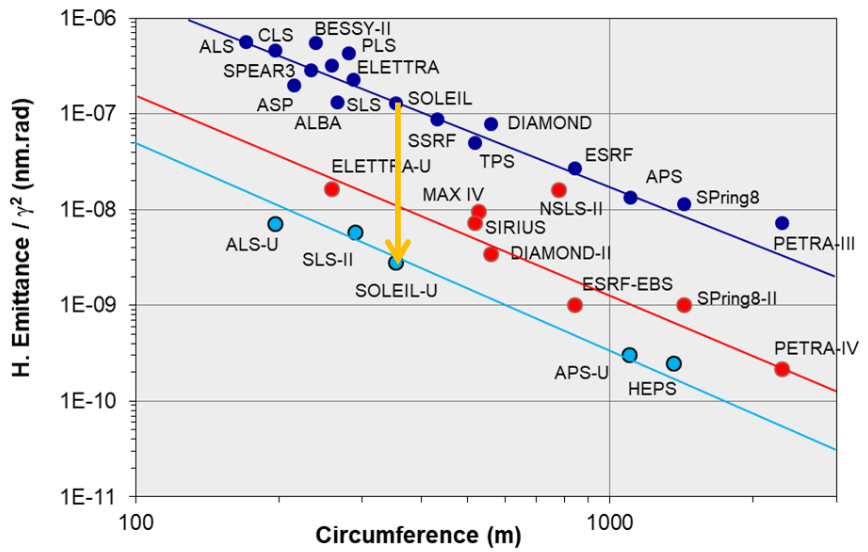 1E-06
BESSY-II
CLS
ALS
PLS
SPEAR3
ELETTRA
ASP
SLS
SOLEIL
1E-07
ALBA
SSRF
DIAMOND
TPS
ESRF
ELETTRA-U
APS
MAX IV
SPring8
1E-08
NSLS-II
SIRIUS
ALS-U
SLS-II
DIAMOND-II
PETRA-III
SOLEIL-U
ESRF-EBS
1E-09
SPring8-II
PETRA-IV
APS-U
HEPS
1E-10
1E-11
100
1000
Circumference (m)
H. Emittance / γ² (nm.rad)